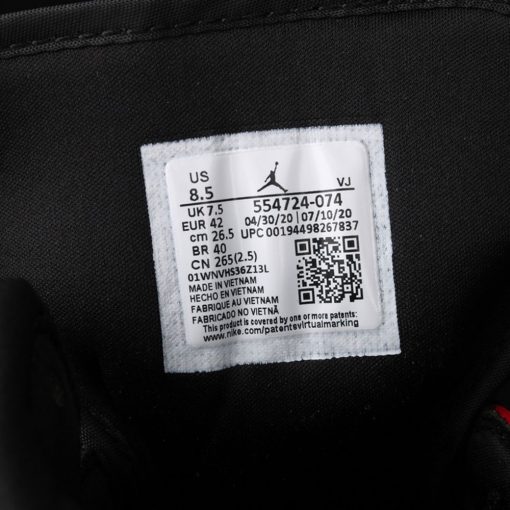 US
8.5
VJ
UK 7.5
554724-074
EUR 42
04/30/20 | 07/10/20
cm 26.5
UPC 00194498267837
BR 40
CN 265(2.5)
01WNVHS36Z13L
MADE IN VIETNAM
HECHO EN VIETNAM
FABRIQUE AU VIETNAM
FABRICADO NO VIETNÃ
This product is covered by one or more patents:
www.nike.com/patentsvirtualmarking